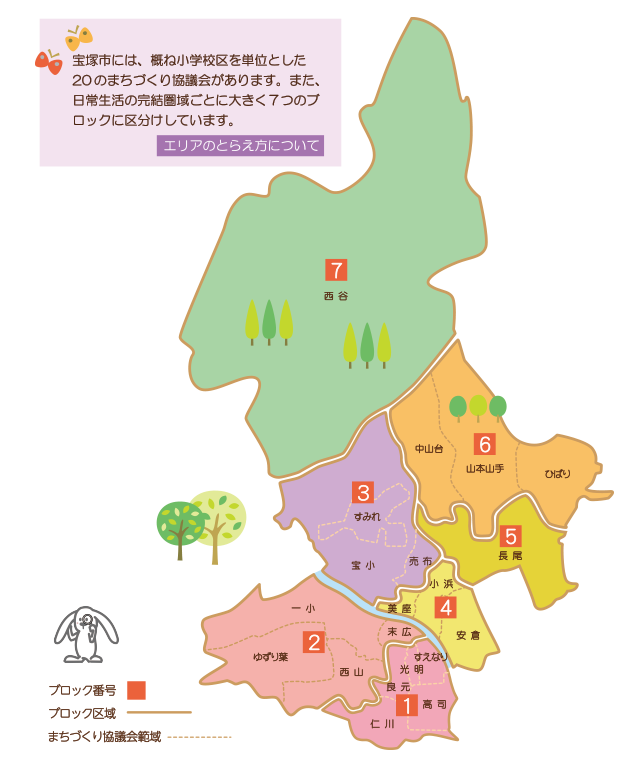 宝塚市には、概ね小学校区を単位とした
20のまちづくり協議会があります。また、
日常生活の完結圏域ごとに大きく7つのブ
ロックに区分けしています。
エリアのとらえ方について
7
西谷
6
中山台
山本山手
ひばり
3
すみれ
5
長尾
宝小
売布
小浜
4
美座
一小
末広
安倉
2
ゆずり葉
すえなり
西山
光明
良元
1
高司
仁川
ブロック番号
ブロック区域
まちづくり協議会範域